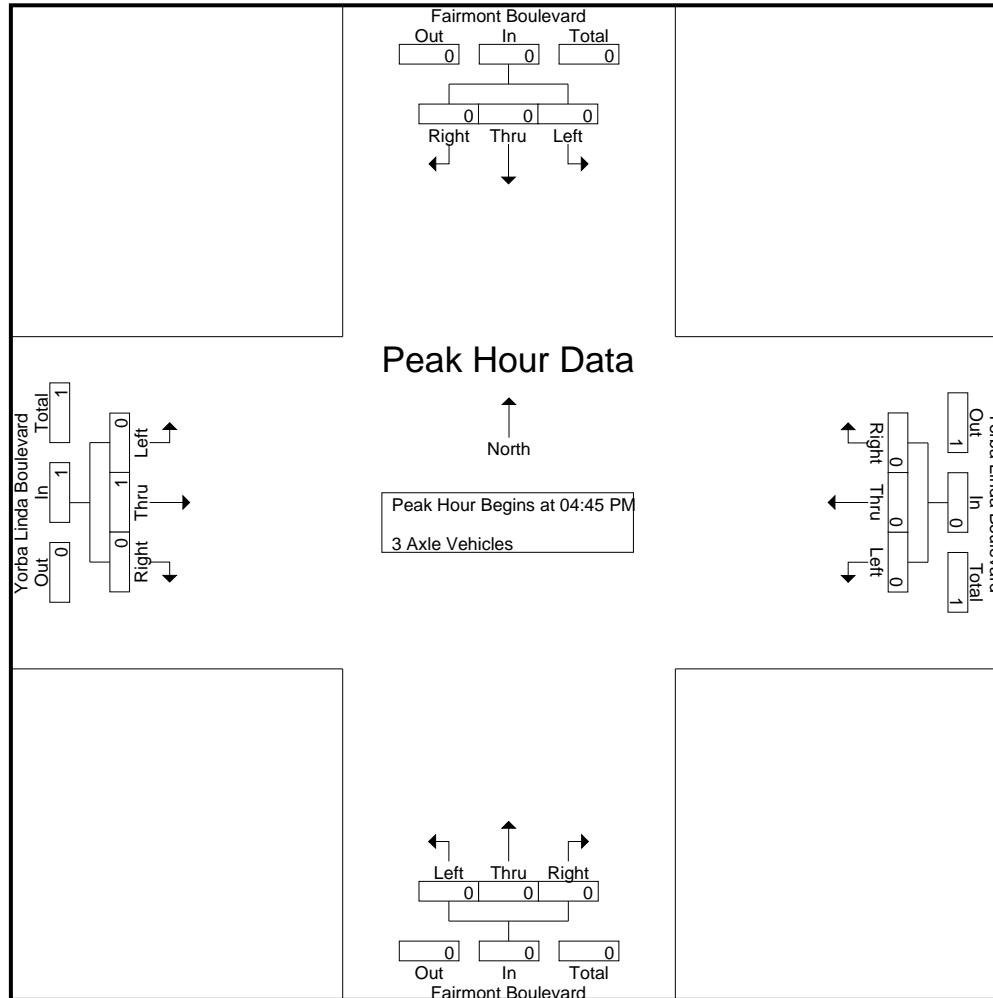 Fairmont Boulevard
Out In Total
0 0 0
0 0 0
Right Thru Left
Peak Hour Data
North
Peak Hour Begins at 04:45 PM
3 Axle Vehicles
Yorba Linda Boulevard
Out In Total
0 1 1
0 1 0
Left Thru Right
Right Thru Left
0 0 0
Out In Total
1 0 1
Left Thru Right
0 0 0
0 0 0
Out In Total
Fairmont Boulevard